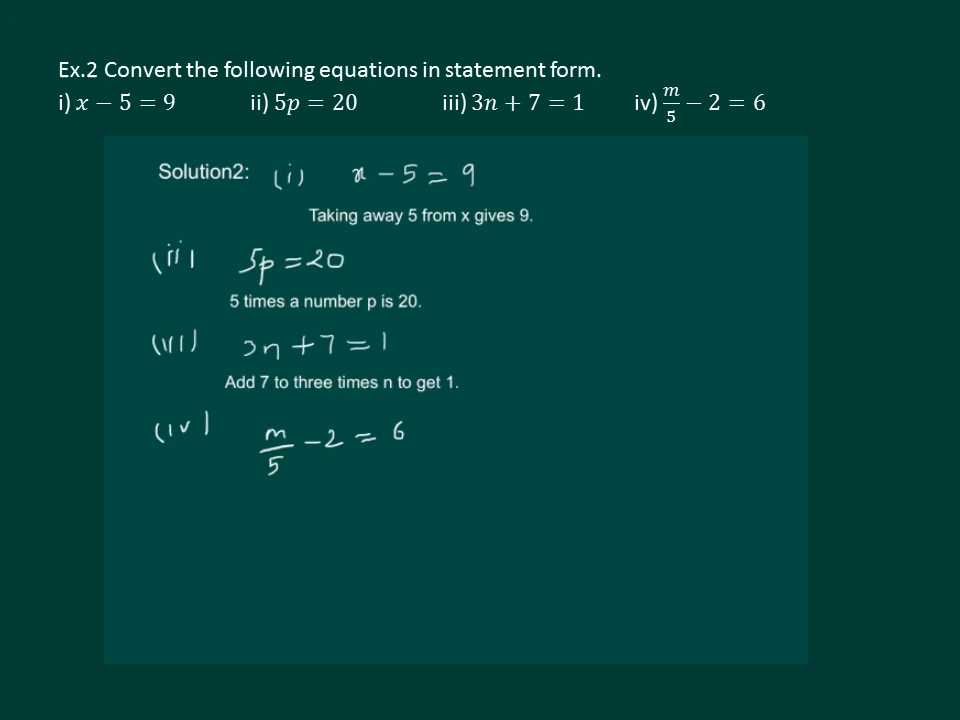 Ex.2 Convert the following equations in statement form.
i) 𝑥 − 5 = 9 ii) 5𝑝 = 20 iii) 3𝑛 + 7 = 1 iv) 𝑚/5 − 2 = 6
Solution2: (i) x − 5 = 9
Taking away 5 from x gives 9.
(ii) 5p = 20
5 times a number p is 20.
(iii) 3n + 7 = 1
Add 7 to three times n to get 1.
(iv) m/5 − 2 = 6